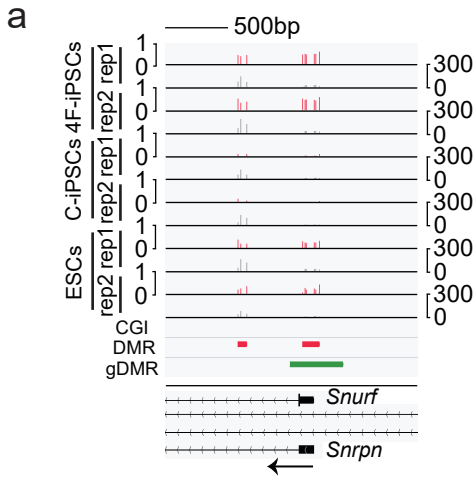 a
500bp
4F-iPSCs
rep1
1
0
300
0
rep2
1
0
300
0
C-iPSCs
rep1
1
0
300
0
rep2
1
0
300
0
ESCs
rep1
1
0
300
0
rep2
1
0
300
0
CGI
DMR
gDMR
Snurf
Snrpn